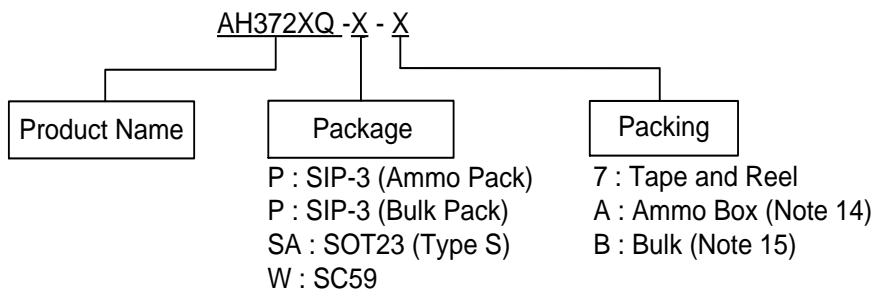 AH372XQ -X - X
Product Name
Package
Packing
P : SIP-3 (Ammo Pack)
P : SIP-3 (Bulk Pack)
SA : SOT23 (Type S)
W : SC59
7 : Tape and Reel
A : Ammo Box (Note 14)
B : Bulk (Note 15)